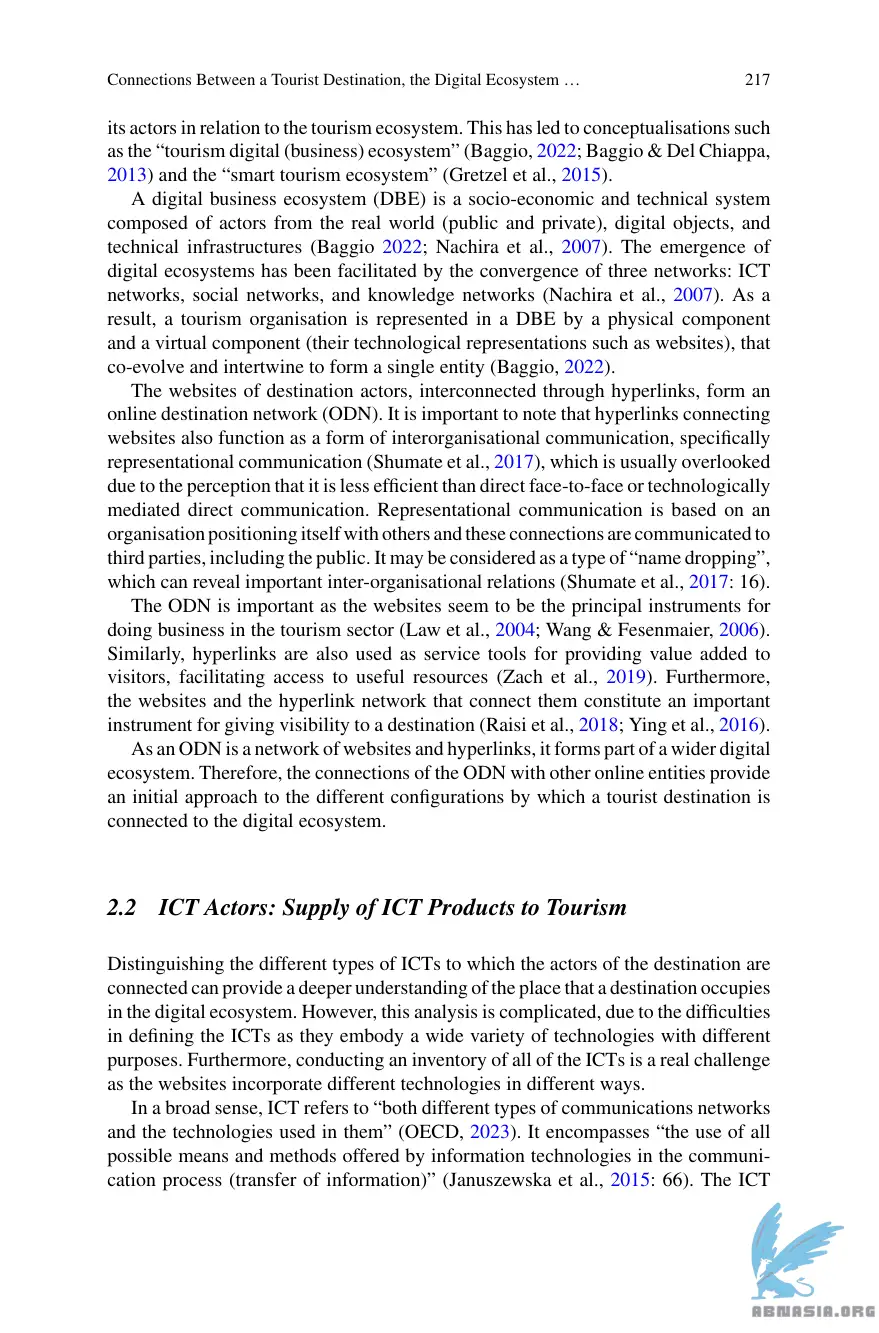 Connections Between a Tourist Destination, the Digital Ecosystem … 217
its actors in relation to the tourism ecosystem. This has led to conceptualisations such
as the “tourism digital (business) ecosystem” (Baggio, 2022; Baggio & Del Chiappa,
2013) and the “smart tourism ecosystem” (Gretzel et al., 2015).
A digital business ecosystem (DBE) is a socio-economic and technical system
composed of actors from the real world (public and private), digital objects, and
technical infrastructures (Baggio 2022; Nachira et al., 2007). The emergence of
digital ecosystems has been facilitated by the convergence of three networks: ICT
networks, social networks, and knowledge networks (Nachira et al., 2007). As a
result, a tourism organisation is represented in a DBE by a physical component
and a virtual component (their technological representations such as websites), that
co-evolve and intertwine to form a single entity (Baggio, 2022).
The websites of destination actors, interconnected through hyperlinks, form an
online destination network (ODN). It is important to note that hyperlinks connecting
websites also function as a form of interorganisational communication, specifically
representational communication (Shumate et al., 2017), which is usually overlooked
due to the perception that it is less efficient than direct face-to-face or technologically
mediated direct communication. Representational communication is based on an
organisation positioning itself with others and these connections are communicated to
third parties, including the public. It may be considered as a type of “name dropping”,
which can reveal important inter-organisational relations (Shumate et al., 2017: 16).
The ODN is important as the websites seem to be the principal instruments for
doing business in the tourism sector (Law et al., 2004; Wang & Fesenmaier, 2006).
Similarly, hyperlinks are also used as service tools for providing value added to
visitors, facilitating access to useful resources (Zach et al., 2019). Furthermore,
the websites and the hyperlink network that connect them constitute an important
instrument for giving visibility to a destination (Raisi et al., 2018; Ying et al., 2016).
As an ODN is a network of websites and hyperlinks, it forms part of a wider digital
ecosystem. Therefore, the connections of the ODN with other online entities provide
an initial approach to the different configurations by which a tourist destination is
connected to the digital ecosystem.
2.2 ICT Actors: Supply of ICT Products to Tourism
Distinguishing the different types of ICTs to which the actors of the destination are
connected can provide a deeper understanding of the place that a destination occupies
in the digital ecosystem. However, this analysis is complicated, due to the difficulties
in defining the ICTs as they embody a wide variety of technologies with different
purposes. Furthermore, conducting an inventory of all of the ICTs is a real challenge
as the websites incorporate different technologies in different ways.
In a broad sense, ICT refers to “both different types of communications networks
and the technologies used in them” (OECD, 2023). It encompasses “the use of all
possible means and methods offered by information technologies in the communi-
cation process (transfer of information)” (Januszewska et al., 2015: 66). The ICT
ABNASIA.ORG